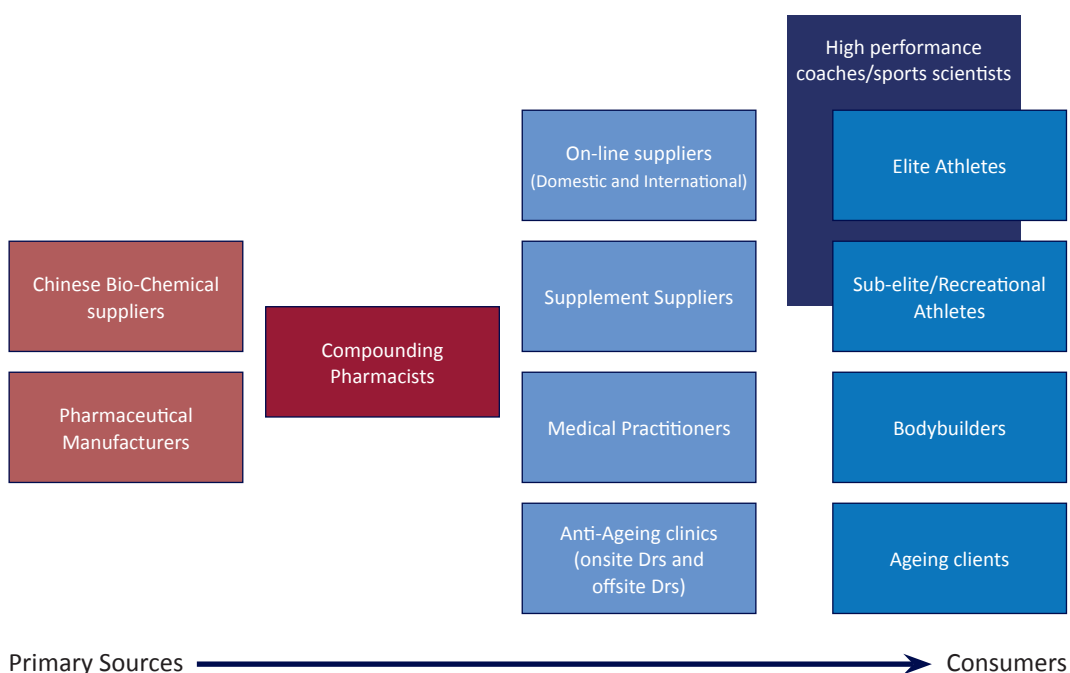 High performance
coaches/sports scientists
On-line suppliers
(Domestic and International)
Elite Athletes
Chinese Bio-Chemical
suppliers
Supplement Suppliers
Sub-elite/Recreational
Athletes
Compounding
Pharmacists
Pharmaceutical
Manufacturers
Medical Practitioners
Bodybuilders
Anti-Ageing clinics
(onsite Drs and
offsite Drs)
Ageing clients
Primary Sources
Consumers